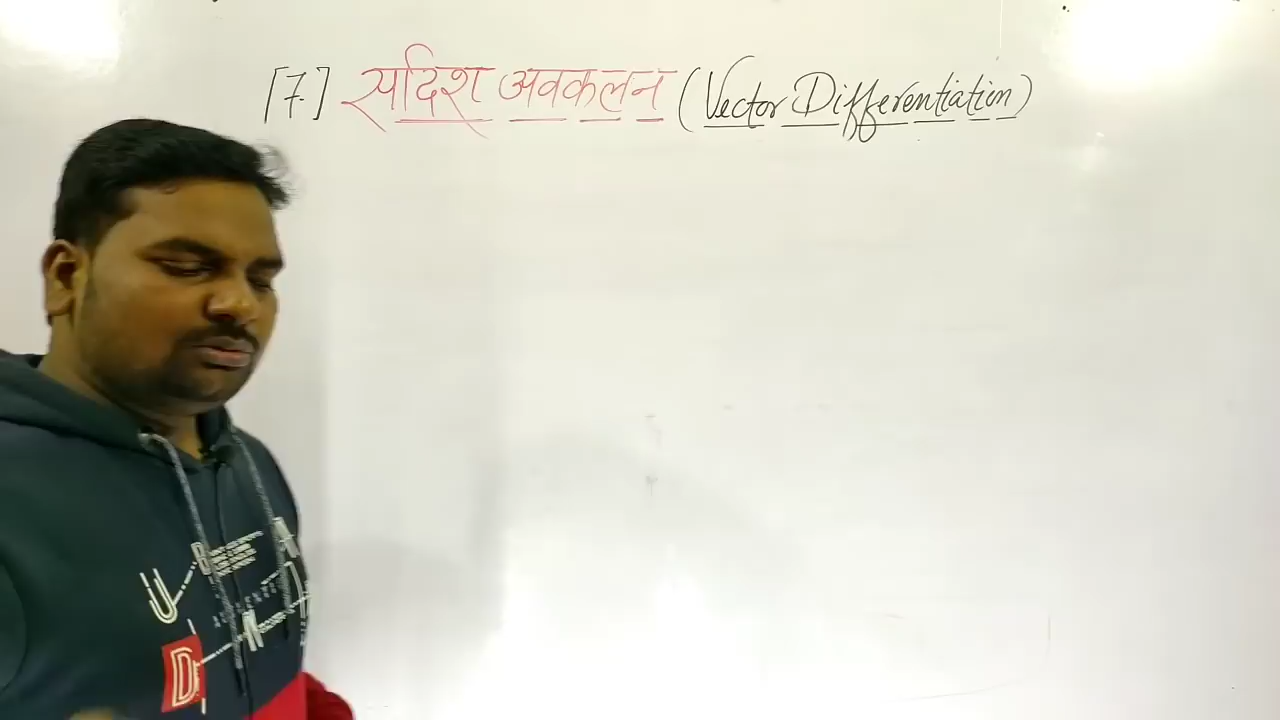 [7.] सदिश अवकलन (Vector Differentiation)
U
N
D